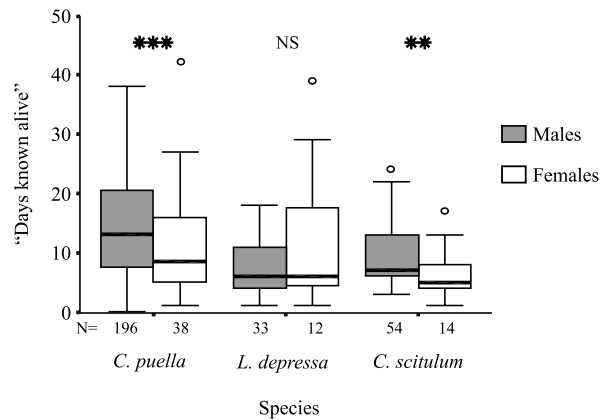 50
40
30
20
10
0
"Days known alive"
*** NS **
Males
Females
N= 196 38 33 12 54 14
C. puella L. depressa C. scitulum
Species